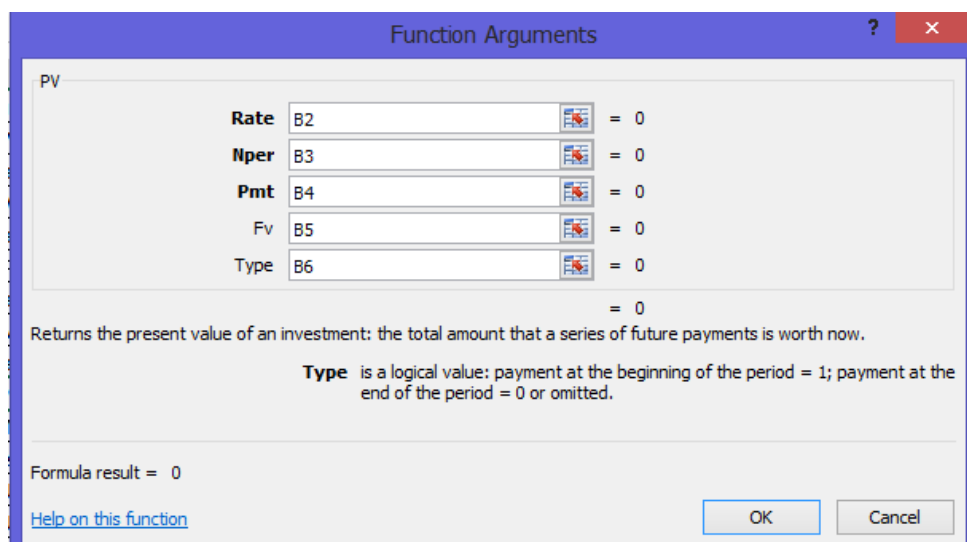 Function Arguments ? ×
PV
Rate B2 = 0
Nper B3 = 0
Pmt B4 = 0
Fv B5 = 0
Type B6 = 0
= 0
Returns the present value of an investment: the total amount that a series of future payments is worth now.
Type is a logical value: payment at the beginning of the period = 1; payment at the
end of the period = 0 or omitted.
Formula result = 0
Help on this function OK Cancel